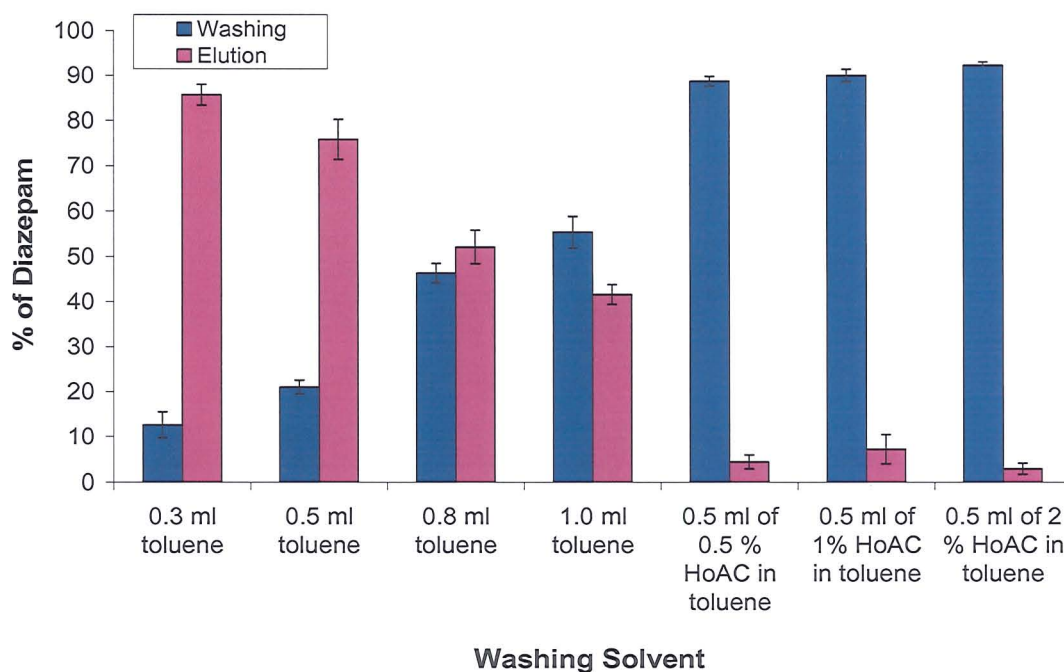 Washing
Elution
100
90
80
70
60
50
40
30
20
10
0
% of Diazepam
0.3 ml
toluene
0.5 ml
toluene
0.8 ml
toluene
1.0 ml
toluene
0.5 ml of
0.5 %
HoAC in
toluene
0.5 ml of
1% HoAC
in toluene
0.5 ml of 2
% HoAC in
toluene
Washing Solvent